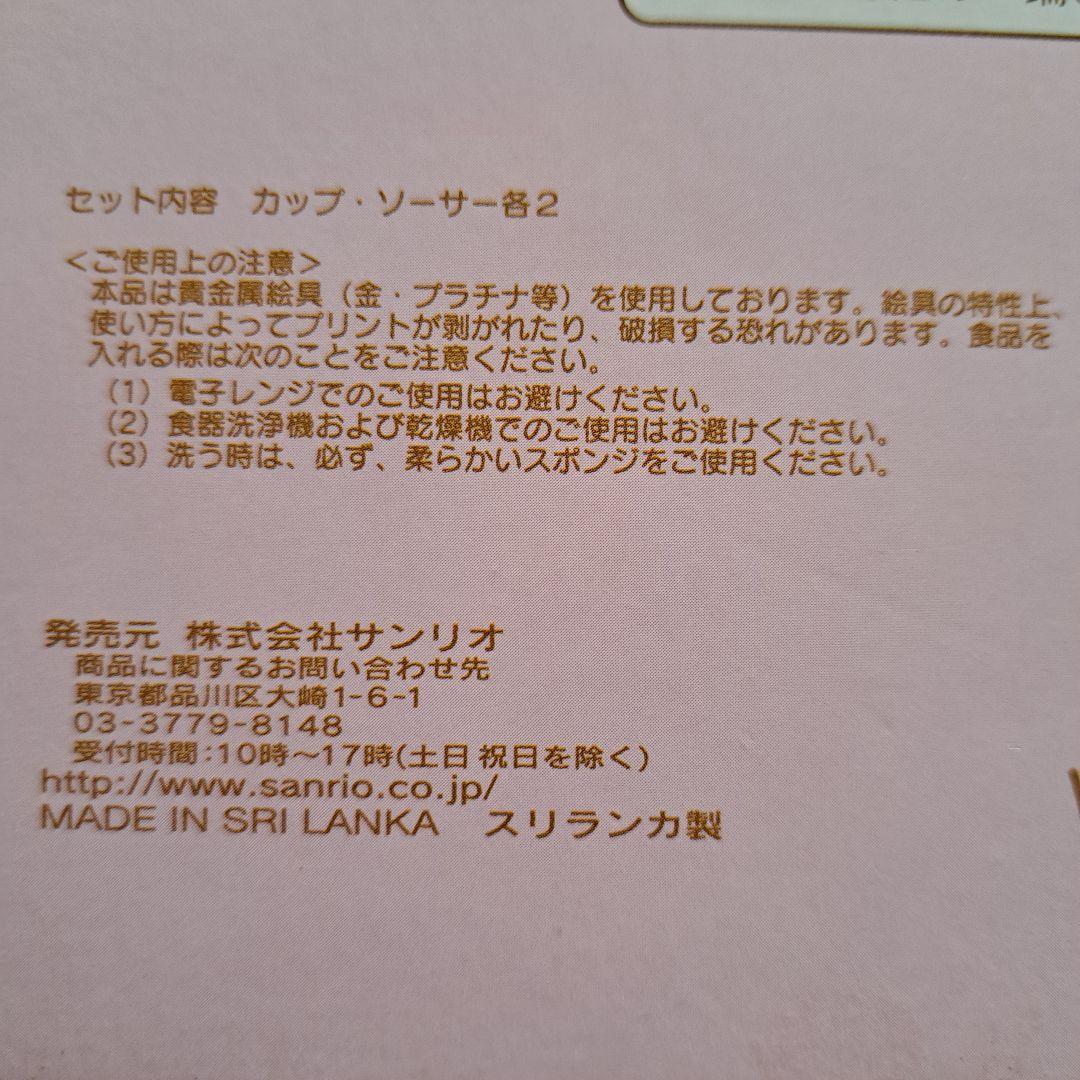 セット内容　カップ・ソーサー各2
＜ご使用上の注意＞
本品は貴金属絵具（金・プラチナ等）を使用しております。絵具の特性上、
使い方によってプリントが剥がれたり、破損する恐れがあります。食品を
入れる際は次のことをご注意ください。
（1）電子レンジでのご使用はお避けください。
（2）食器洗浄機および乾燥機でのご使用はお避けください。
（3）洗う時は、必ず、柔らかいスポンジをご使用ください。
発売元　株式会社サンリオ
商品に関するお問い合わせ先
東京都品川区大崎1-6-1
03-3779-8148
受付時間:10時～17時(土日 祝日を除く)
http://www.sanrio.co.jp/
MADE IN SRI LANKA　スリランカ製